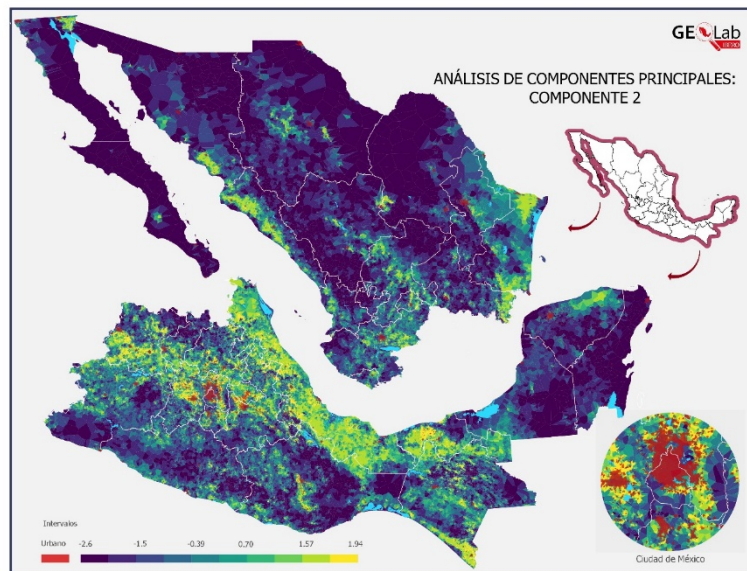 GEOLab
IBERO
ANÁLISIS DE COMPONENTES PRINCIPALES:
COMPONENTE 2
Intervalos
Urbano -2.6 -1.5 -0.39 0.70 1.57 1.94
Ciudad de México